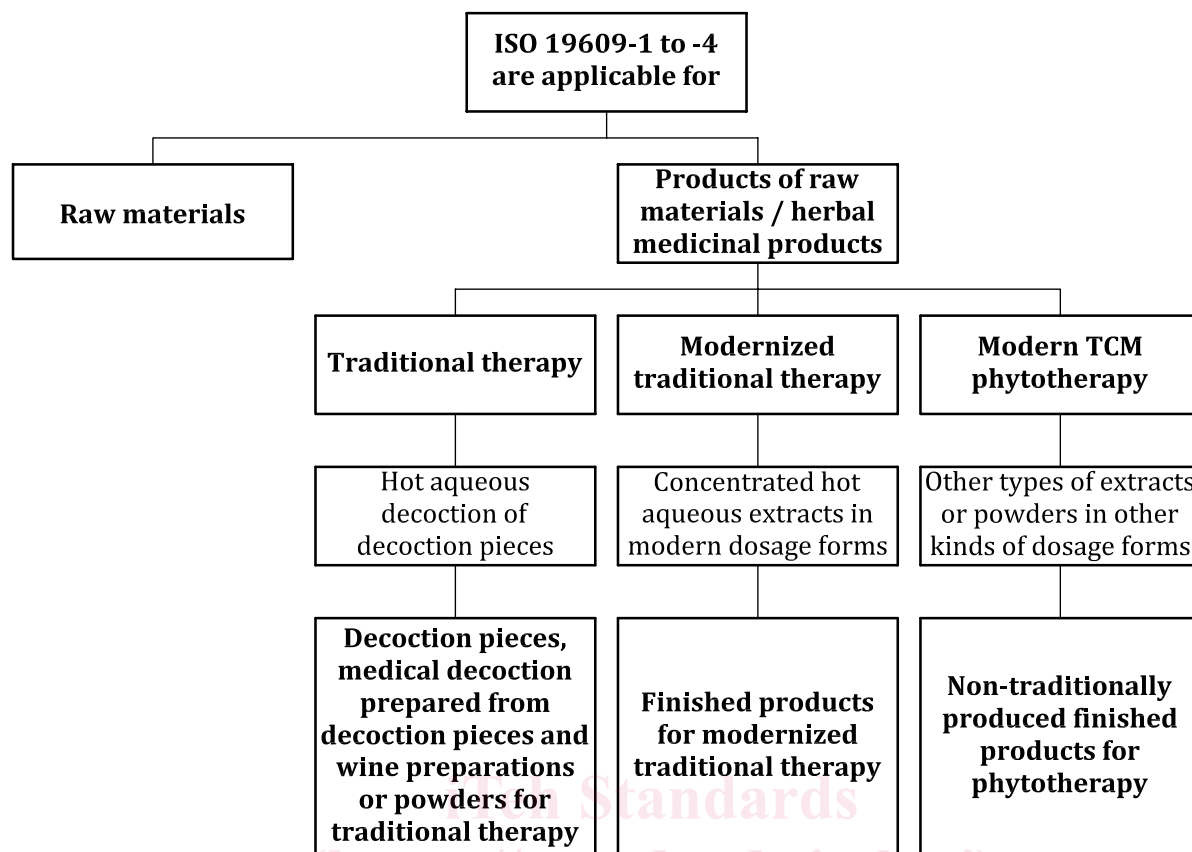 ISO 19609-1 to -4
are applicable for
Raw materials
Products of raw
materials / herbal
medicinal products
Traditional therapy
Modernized
traditional therapy
Modern TCM
phytotherapy
Hot aqueous
decoction of
decoction pieces
Concentrated hot
aqueous extracts in
modern dosage forms
Other types of extracts
or powders in other
kinds of dosage forms
Decoction pieces,
medical decoction
prepared from
decoction pieces and
wine preparations
or powders for
traditional therapy
Finished products
for modernized
traditional therapy
Non-traditionally
produced finished
products for
phytotherapy
iTeh Standards